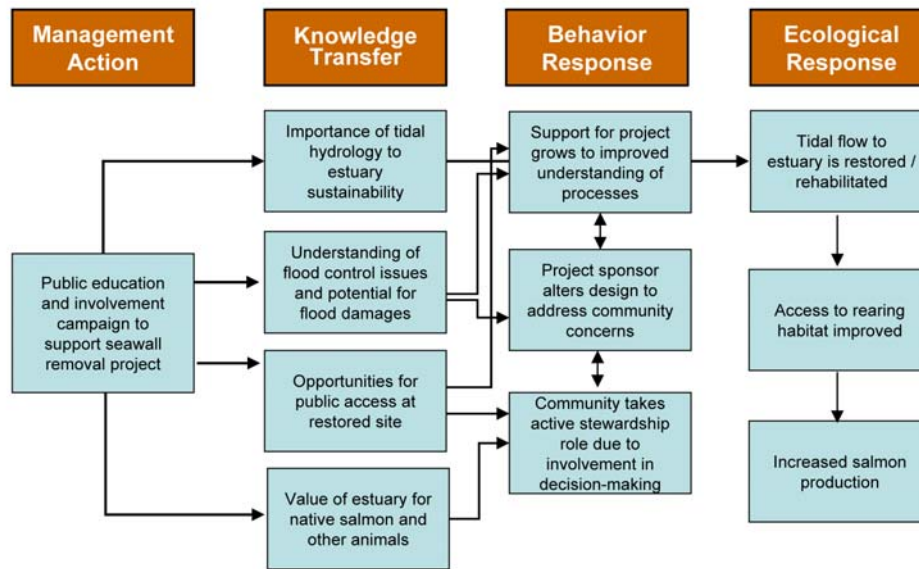 Management
Action
Knowledge
Transfer
Behavior
Response
Ecological
Response
Public education
and involvement
campaign to
support seawall
removal project
Importance of tidal
hydrology to
estuary
sustainability
Understanding of
flood control issues
and potential for
flood damages
Opportunities for
public access at
restored site
Value of estuary for
native salmon and
other animals
Support for project
grows to improved
understanding of
processes
Project sponsor
alters design to
address community
concerns
Community takes
active stewardship
role due to
involvement in
decision-making
Tidal flow to
estuary is restored /
rehabilitated
Access to rearing
habitat improved
Increased salmon
production